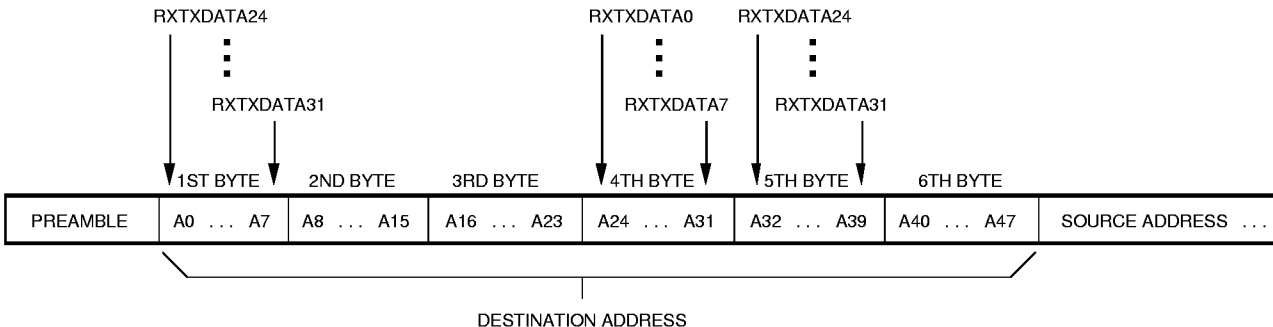 RXTXDATA24 RXTXDATA0 RXTXDATA24
RXTXDATA31 RXTXDATA7 RXTXDATA31
1ST BYTE 2ND BYTE 3RD BYTE 4TH BYTE 5TH BYTE 6TH BYTE
PREAMBLE A0 ... A7 A8 ... A15 A16 ... A23 A24 ... A31 A32 ... A39 A40 ... A47 SOURCE ADDRESS ...
DESTINATION ADDRESS